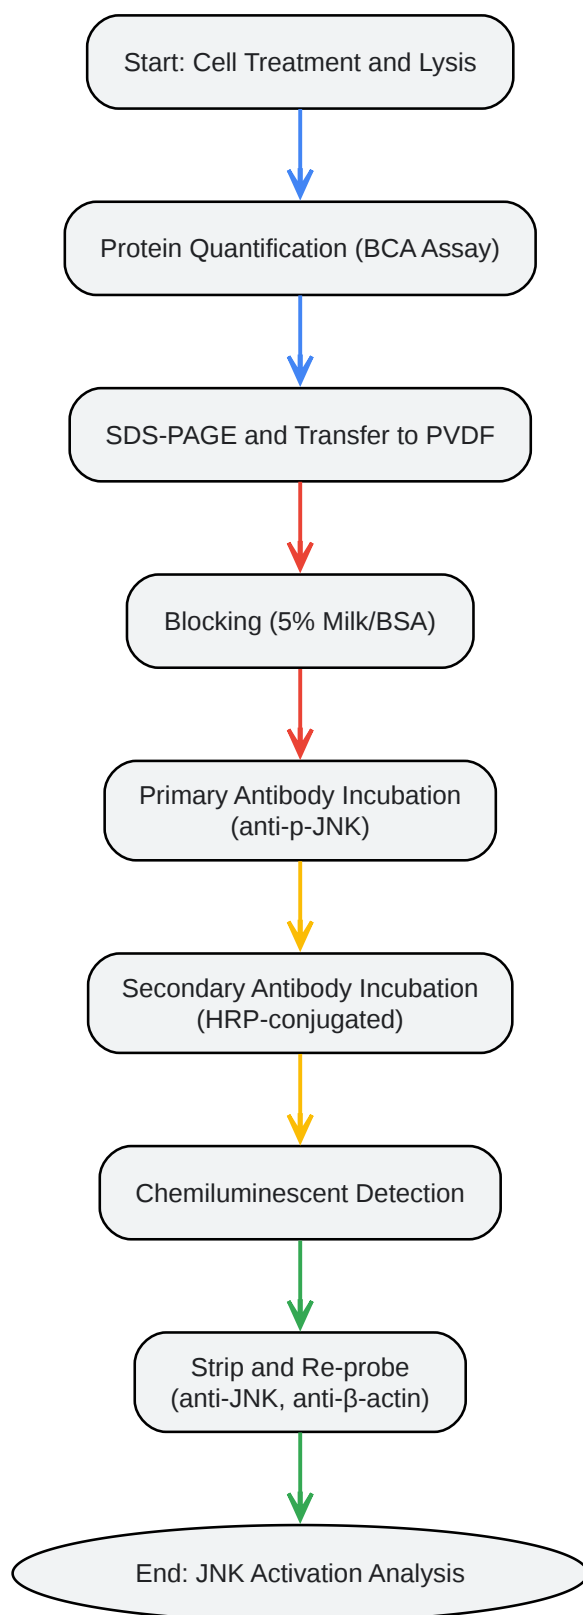 Start: Cell Treatment and Lysis
Protein Quantification (BCA Assay)
SDS-PAGE and Transfer to PVDF
Blocking (5% Milk/BSA)
Primary Antibody Incubation
(anti-p-JNK)
Secondary Antibody Incubation
(HRP-conjugated)
Chemiluminescent Detection
Strip and Re-probe
(anti-JNK, anti-β-actin)
End: JNK Activation Analysis